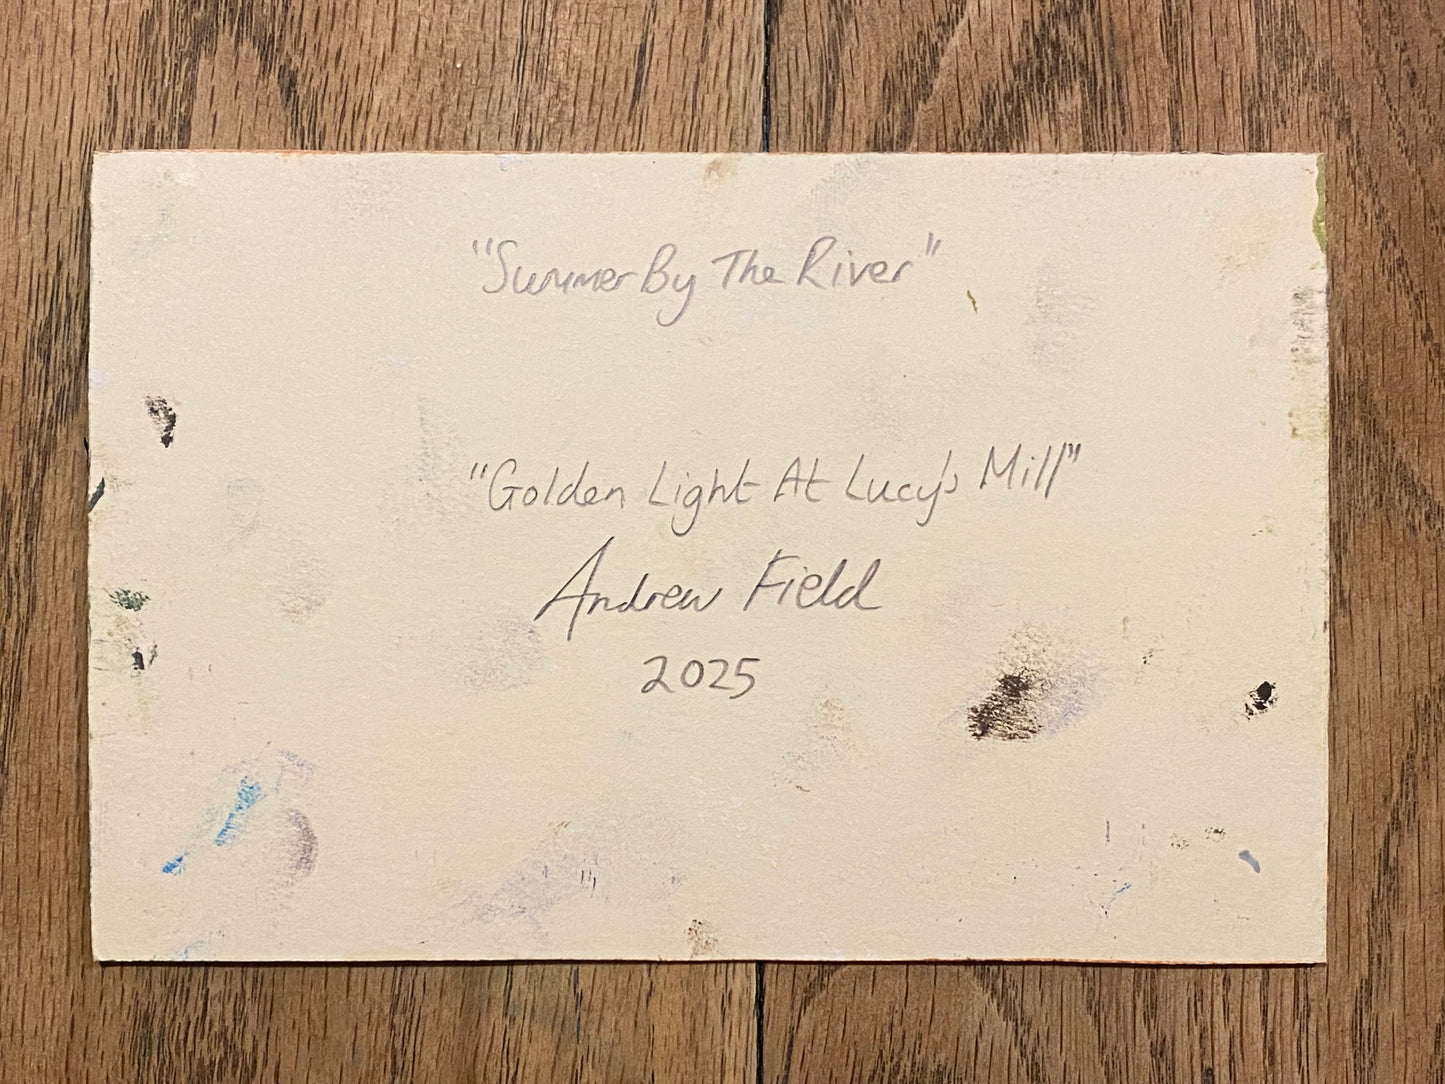 "Summer By The River"
"Golden Light At Lucy's Mill"
Andrew Field
2025